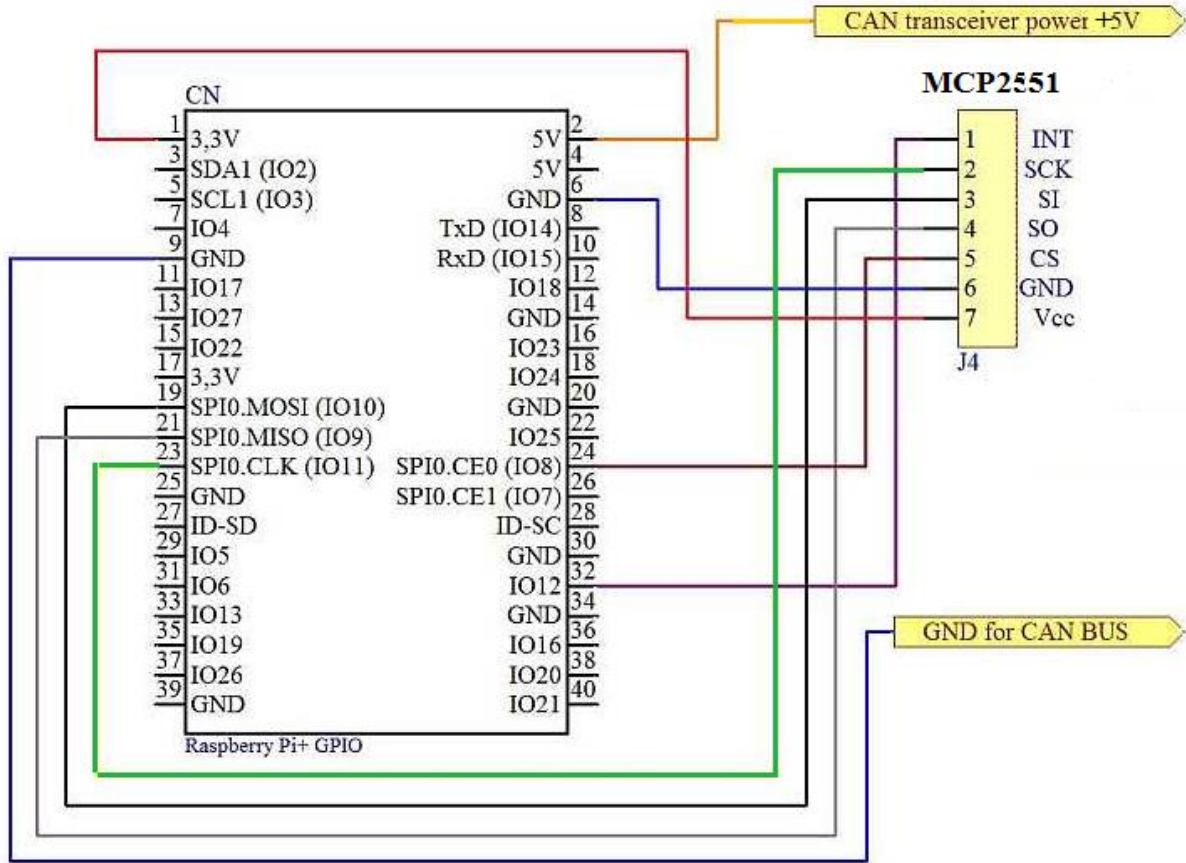 CAN transceiver power +5V
MCP2551
CN
1 3,3V 5V 2
3 SDA1 (IO2) 5V 4
5 SCL1 (IO3) GND 6
7 IO4 TxD (IO14) 8
9 GND RxD (IO15) 10
11 IO17 IO18 12
13 IO27 GND 14
15 IO22 IO23 16
17 3,3V IO24 18
19 SPI0.MOSI (IO10) GND 20
21 SPI0.MISO (IO9) IO25 22
23 SPI0.CLK (IO11) SPI0.CE0 (IO8) 24
25 GND SPI0.CE1 (IO7) 26
27 ID-SD ID-SC 28
29 IO5 GND 30
31 IO6 IO12 32
33 IO13 GND 34
35 IO19 IO16 36
37 IO26 IO20 38
39 GND IO21 40
Raspberry Pi+ GPIO
1 INT
2 SCK
3 SI
4 SO
5 CS
6 GND
7 Vcc
J4
GND for CAN BUS